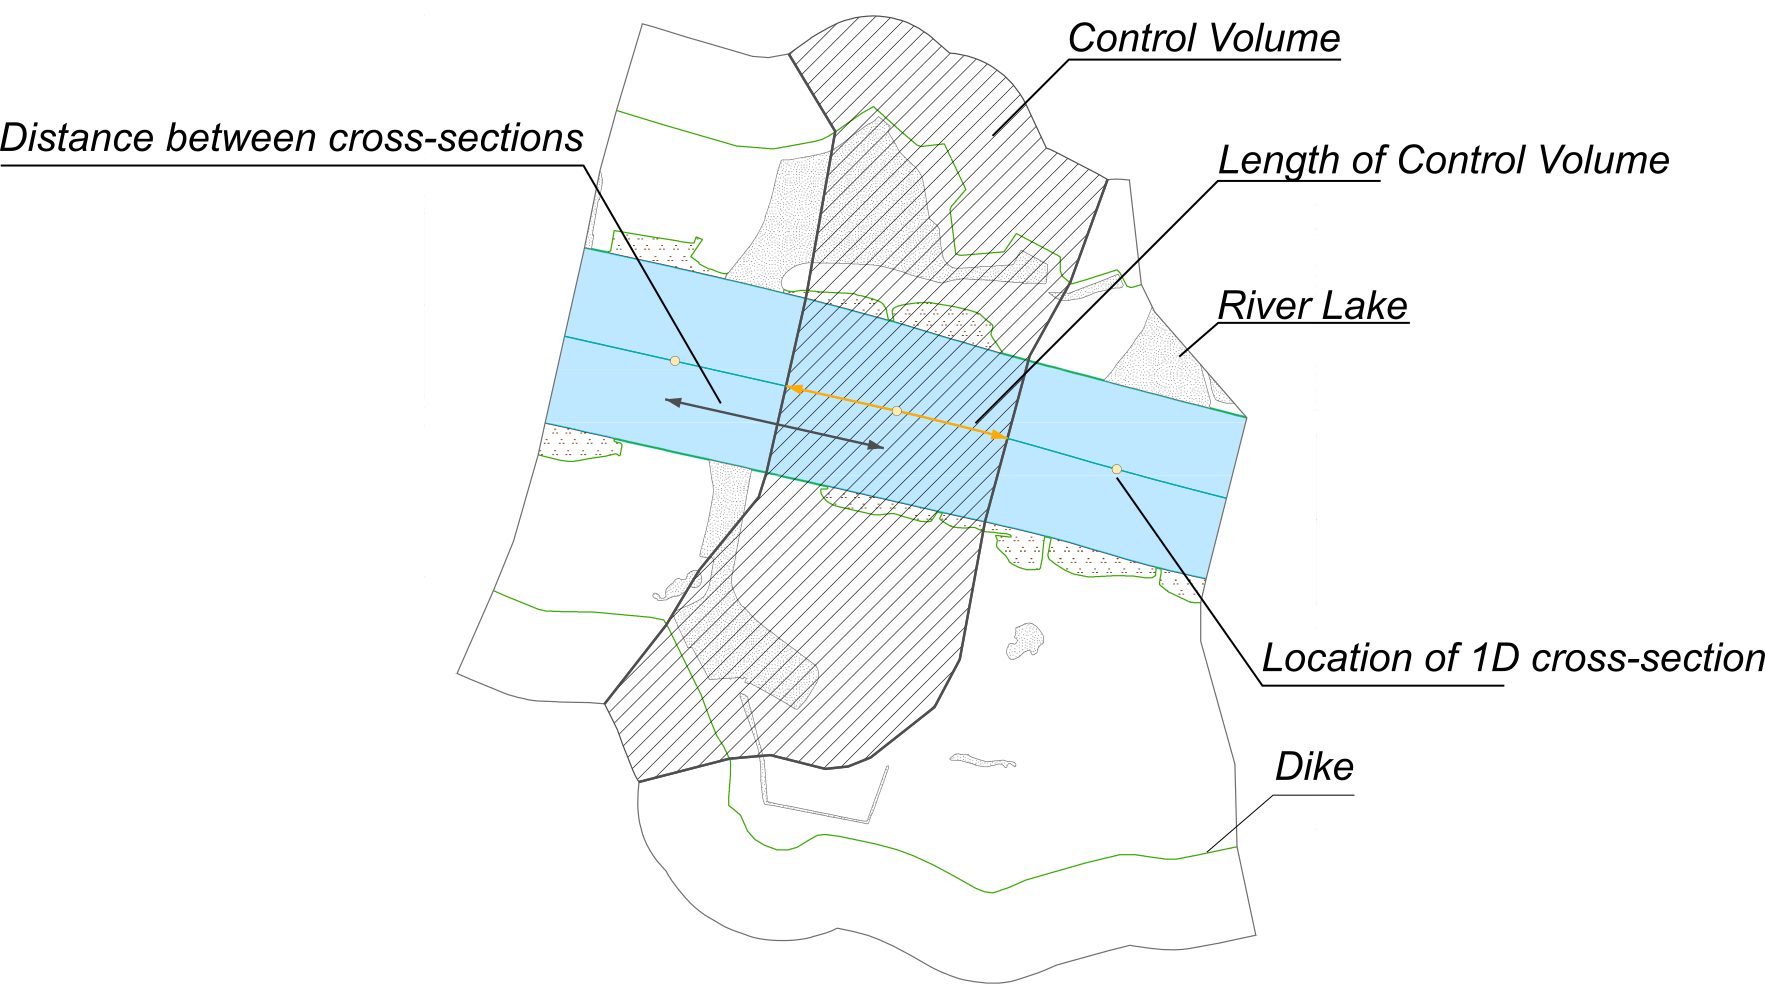 Control Volume
Distance between cross-sections
Length of Control Volume
River Lake
Location of 1D cross-section
Dike